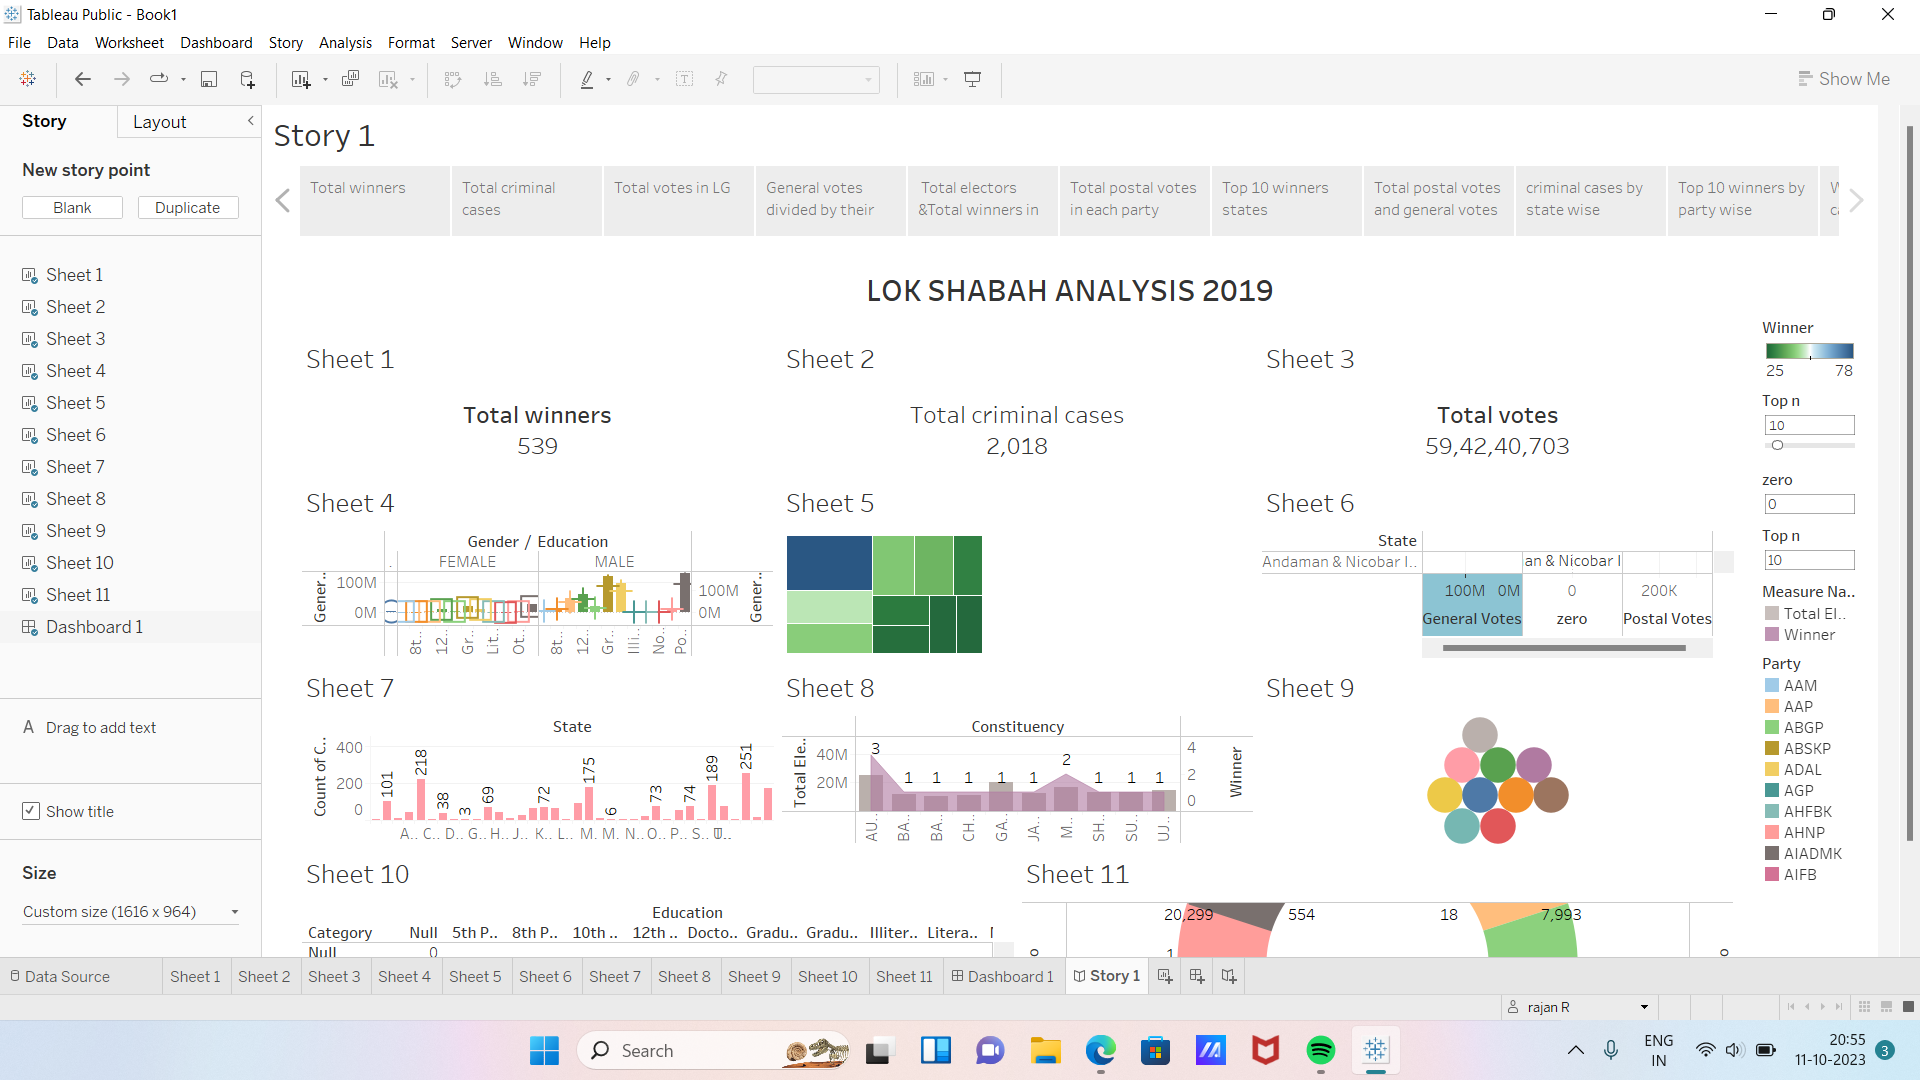 Tableau Public - Book1
File Data Worksheet Dashboard Story Analysis Format Server Window Help
Show Me
Story Layout
New story point
Blank Duplicate
Sheet 1
Sheet 2
Sheet 3
Sheet 4
Sheet 5
Sheet 6
Sheet 7
Sheet 8
Sheet 9
Sheet 10
Sheet 11
Dashboard 1
A Drag to add text
Show title
Size
Custom size (1616 x 964)
Story 1
Total winners
Total criminal
cases
Total votes in LG
General votes
divided by their
Total electors
&Total winners in
Total postal votes
in each party
Top 10 winners
states
Total postal votes
and general votes
criminal cases by
state wise
Top 10 winners by
party wise
LOK SHABAH ANALYSIS 2019
Sheet 1
Total winners
539
Sheet 2
Total criminal cases
2,018
Sheet 3
Total votes
59,42,40,703
Sheet 4
Gender / Education
FEMALE MALE
Gener..
100M
0M
100M
0M
Gener..
8t.. 12.. Gr.. Lit.. Ot.. 8t.. 12.. Gr.. Illi.. No.. Po..
Sheet 5
Sheet 6
State
Andaman & Nicobar I.. an & Nicobar I
100M 0M 0 200K
General Votes zero Postal Votes
Sheet 7
State
Count of C..
400
200
0
101 218 38 3 69 72 175 6 73 74 189 251
A.. C.. D.. G.. H.. J.. K.. L.. M.. M.. N.. O.. P.. S.. U..
Sheet 8
Constituency
Total Ele..
40M
20M
3 1 1 1 1 1 2 1 1 1
4
2
0
Winner
AU.. BA.. BA.. CH.. GA.. JA.. M.. SH.. SU.. UJ..
Sheet 9
Sheet 10
Education
Category Null 5th P.. 8th P.. 10th .. 12th .. Docto.. Gradu.. Gradu.. Illiter.. Litera..
Null 0
Sheet 11
20,299 554 18 7,993
1
Winner
25 78
Top n
10
zero
0
Top n
10
Measure Na..
Total El..
Winner
Party
AAM
AAP
ABGP
ABSKP
ADAL
AGP
AHFBK
AHNP
AIADMK
AIFB
Data Source Sheet 1 Sheet 2 Sheet 3 Sheet 4 Sheet 5 Sheet 6 Sheet 7 Sheet 8 Sheet 9 Sheet 10 Sheet 11 Dashboard 1 Story 1
rajan R
Search
ENG
IN
20:55
11-10-2023
3